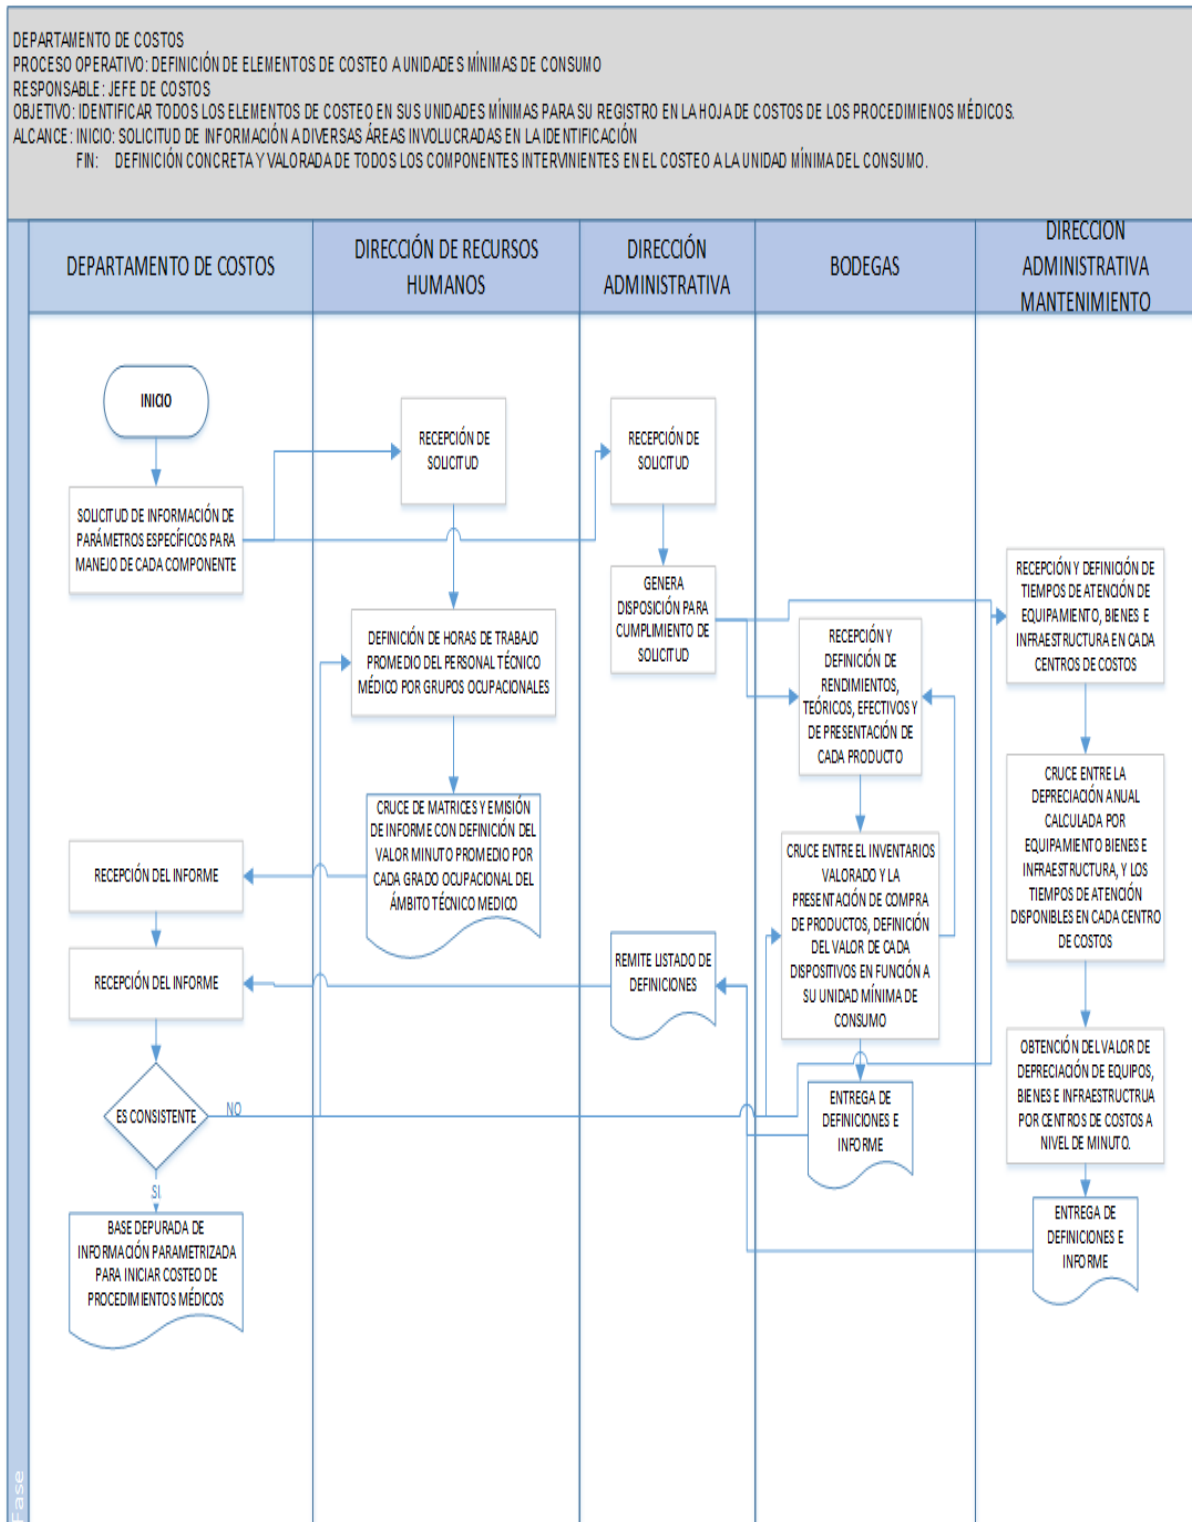 DEPARTAMENTO DE COSTOS
PROCESO OPERATIVO: DEFINICIÓN DE ELEMENTOS DE COSTEO A UNIDADES MÍNIMAS DE CONSUMO
RESPONSABLE: JEFE DE COSTOS
OBJETIVO: IDENTIFICAR TODOS LOS ELEMENTOS DE COSTEO EN SUS UNIDADES MÍNIMAS PARA SU REGISTRO EN LA HOJA DE COSTOS DE LOS PROCEDIMIENOS MÉDICOS.
ALCANCE: INICIO: SOLICITUD DE INFORMACIÓN A DIVERSAS ÁREAS INVOLUCRADAS EN LA IDENTIFICACIÓN
FIN: DEFINICIÓN CONCRETA Y VALORADA DE TODOS LOS COMPONENTES INTERVINIENTES EN EL COSTEO A LA UNIDAD MÍNIMA DEL CONSUMO.
DEPARTAMENTO DE COSTOS
DIRECCIÓN DE RECURSOS
HUMANOS
DIRECCIÓN
ADMINISTRATIVA
BODEGAS
DIRECCIÓN
ADMINISTRATIVA
MANTENIMIENTO
INICIO
SOLICITUD DE INFORMACIÓN DE
PARÁMETROS ESPECÍFICOS PARA
MANEJO DE CADA COMPONENTE
RECEPCIÓN DEL INFORME
RECEPCIÓN DEL INFORME
ES CONSISTENTE
NO
SI
BASE DEPURADA DE
INFORMACIÓN PARAMETRIZADA
PARA INICIAR COSTEO DE
PROCEDIMIENTOS MÉDICOS
RECEPCIÓN DE
SOLICITUD
DEFINICIÓN DE HORAS DE TRABAJO
PROMEDIO DEL PERSONAL TÉCNICO
MÉDICO POR GRUPOS OCUPACIONALES
CRUCE DE MATRICES Y EMISIÓN
DE INFORME CON DEFINICIÓN DEL
VALOR MINUTO PROMEDIO POR
CADA GRADO OCUPACIONAL DEL
ÁMBITO TÉCNICO MEDICO
RECEPCIÓN DE
SOLICITUD
GENERA
DISPOSICIÓN PARA
CUMPLIMIENTO DE
SOLICITUD
REMITE LISTADO DE
DEFINICIONES
RECEPCIÓN Y
DEFINICIÓN DE
RENDIMIENTOS,
TEÓRICOS, EFECTIVOS Y
DE PRESENTACIÓN DE
CADA PRODUCTO
CRUCE ENTRE EL INVENTARIOS
VALORADO Y LA
PRESENTACIÓN DE COMPRA
DE PRODUCTOS, DEFINICIÓN
DEL VALOR DE CADA
DISPOSITIVOS EN FUNCIÓN A
SU UNIDAD MÍNIMA DE
CONSUMO
ENTREGA DE
DEFINICIONES E
INFORME
RECEPCIÓN Y DEFINICIÓN DE
TIEMPOS DE ATENCIÓN DE
EQUIPAMENTO, BIENES E
INFRAESTRUCTURA EN CADA
CENTROS DE COSTOS
CRUCE ENTRE LA
DEPRECIACIÓN ANUAL
CALCULADA POR
EQUIPAMENTO BIENES E
INFRAESTRUCTURA, Y LOS
TIEMPOS DE ATENCIÓN
DISPONIBLES EN CADA CENTRO
DE COSTOS
OBTENCIÓN DEL VALOR DE
DEPRECIACIÓN DE EQUIPOS,
BIENES E INFRAESTRUCTRUA
POR CENTROS DE COSTOS A
NIVEL DE MINUTO.
ENTREGA DE
DEFINICIONES E
INFORME
Fase